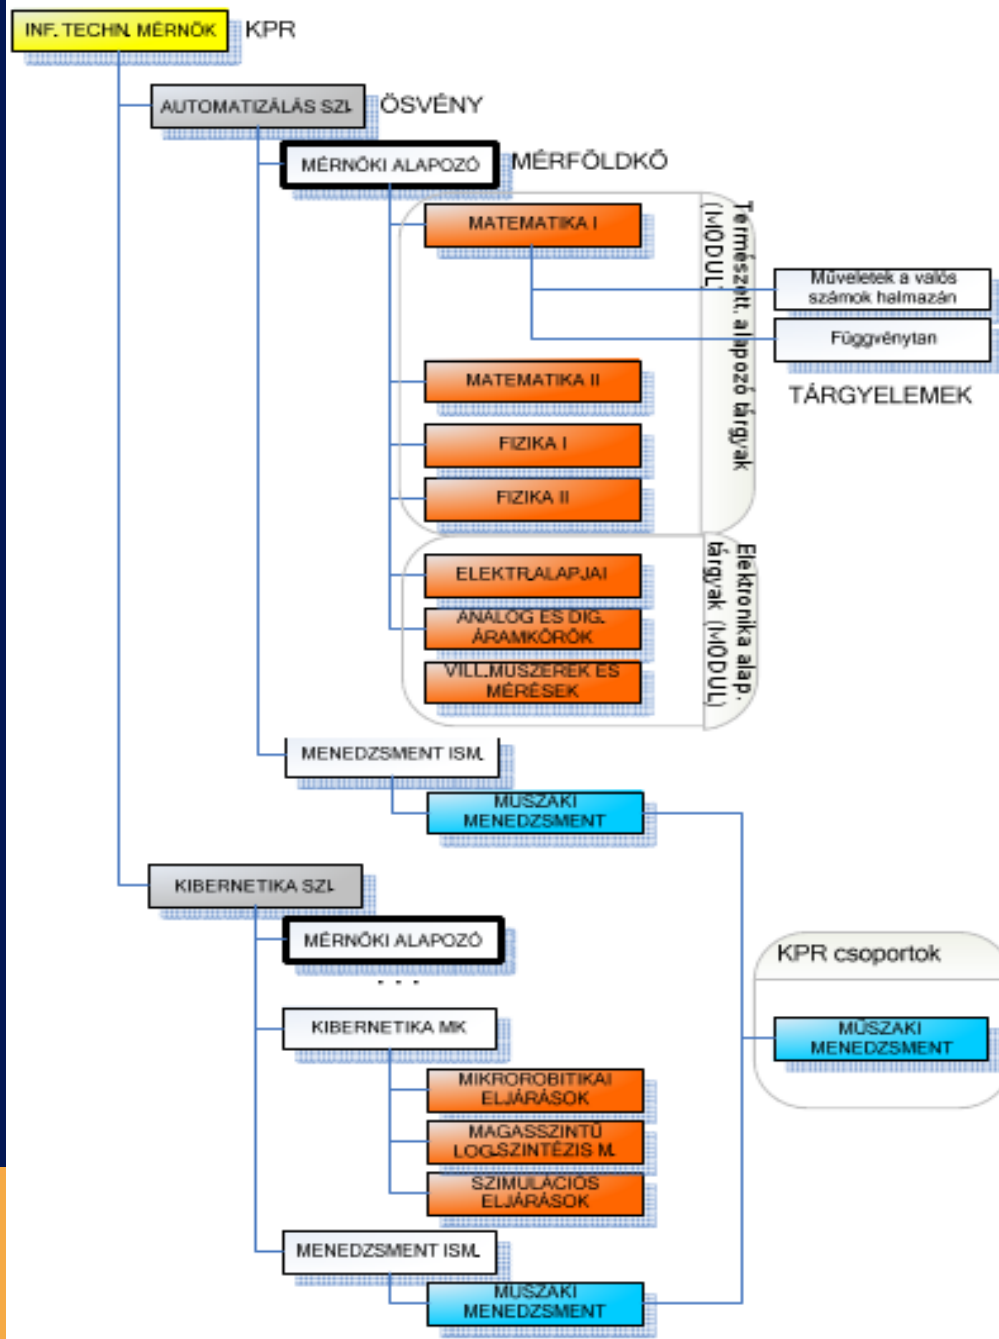 INF. TECHN. MÉRNÖK
KPR
AUTOMATIZÁLÁS SZI.
ÖSVÉNY
MÉRNÖKI ALAPOZÓ
MÉRFÖLDKŐ
Természett. alapozó tárgyak
(MODUL)
MATEMATIKA I
Műveletek a valós
számok halmazán
Függvénytan
TÁRGYELEMEK
MATEMATIKA II
FIZIKA I
FIZIKA II
Elektronika alap.
tárgyak (MODUL)
ELEKTR.ALAPJAI
ANALÓG ÉS DIG.
ÁRAMKÖRÖK
VILL.MŰSZEREK ÉS
MÉRÉSEK
MENEDZSMENT ISM.
MŰSZAKI
MENEDZSMENT
KIBERNETIKA SZI.
MÉRNÖKI ALAPOZÓ
. . .
KPR csoportok
MŰSZAKI
MENEDZSMENT
KIBERNETIKA MK
MIKROROBITIKAI
ELJÁRÁSOK
MAGASSZINTŰ
LOG.SZINTÉZIS M.
SZIMULÁCIÓS
ELJÁRÁSOK
MENEDZSMENT ISM.
MŰSZAKI
MENEDZSMENT